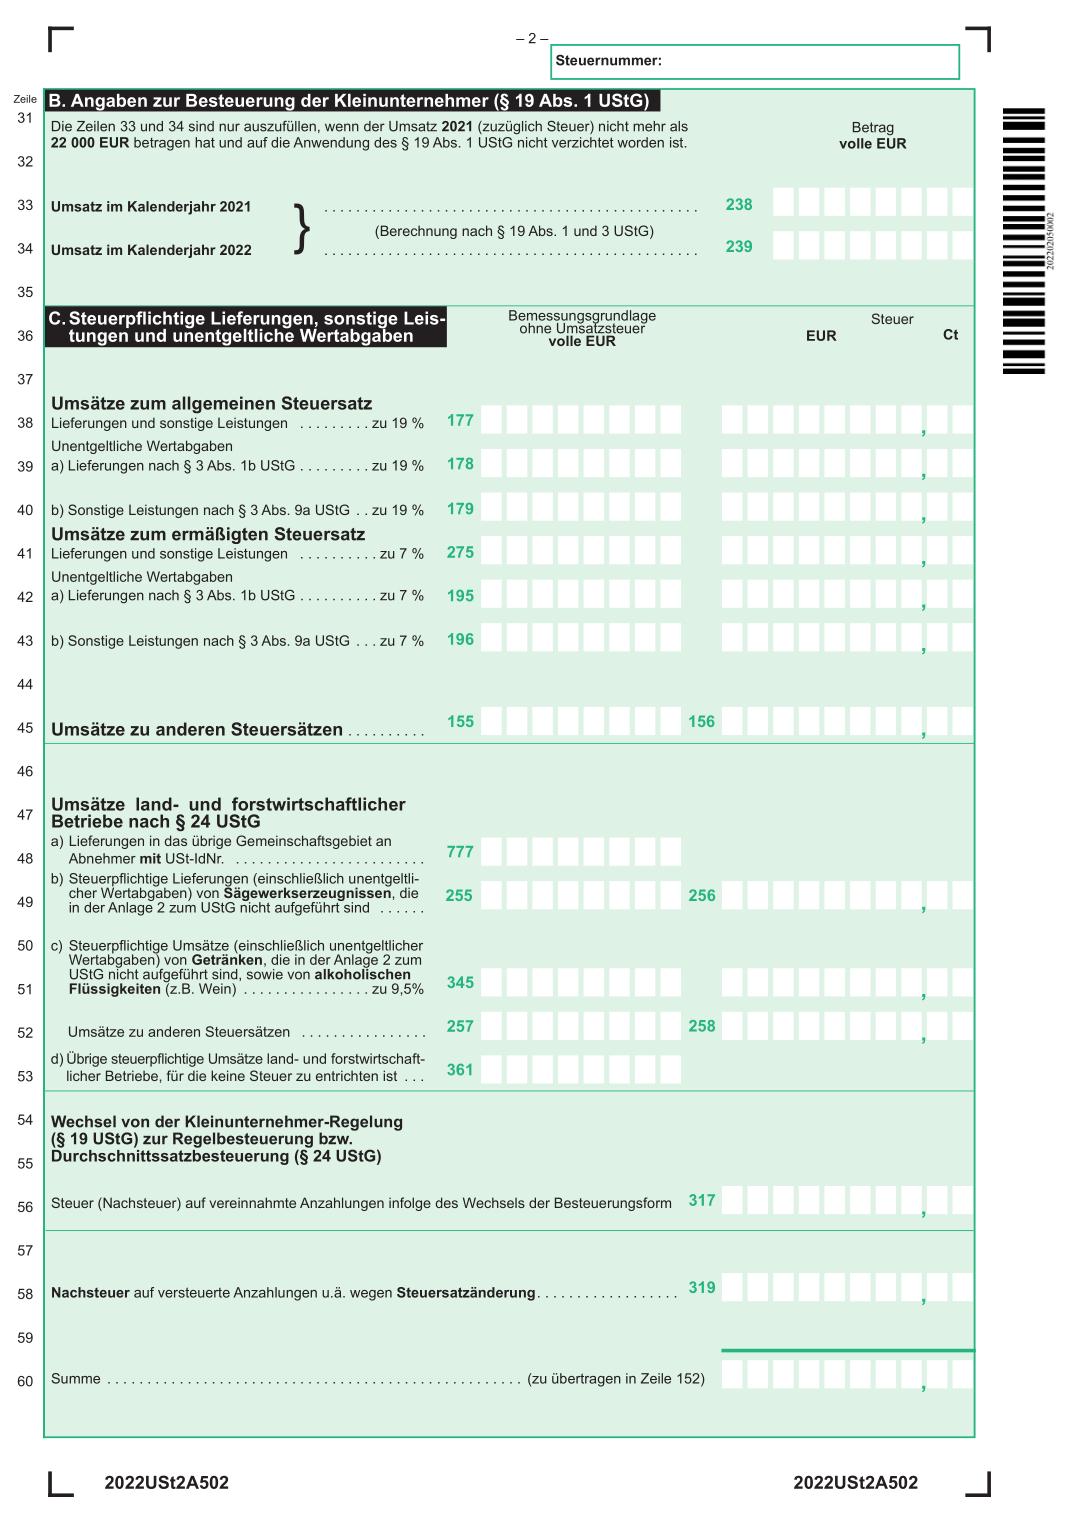 – 2 –
Steuernummer:
Zeile
B. Angaben zur Besteuerung der Kleinunternehmer (§ 19 Abs. 1 UStG)
31
Die Zeilen 33 und 34 sind nur auszufüllen, wenn der Umsatz 2021 (zuzüglich Steuer) nicht mehr als
22 000 EUR betragen hat und auf die Anwendung des § 19 Abs. 1 UStG nicht verzichtet worden ist.
Betrag
volle EUR
32
33 Umsatz im Kalenderjahr 2021 . . . . . . . . . . . . . . . . . . . . . . . . . . . . . . . . . . . . . . . . . . . . . . . 238
(Berechnung nach § 19 Abs. 1 und 3 UStG)
34 Umsatz im Kalenderjahr 2022 . . . . . . . . . . . . . . . . . . . . . . . . . . . . . . . . . . . . . . . . . . . . . . . 239
202202050002
35
C. Steuerpflichtige Lieferungen, sonstige Leis-
tungen und unentgeltliche Wertabgaben
36
Bemessungsgrundlage
ohne Umsatzsteuer
volle EUR
Steuer
EUR Ct
37
Umsätze zum allgemeinen Steuersatz
38 Lieferungen und sonstige Leistungen . . . . . . . . . zu 19 % 177 ,
Unentgeltliche Wertabgaben
39 a) Lieferungen nach § 3 Abs. 1b UStG . . . . . . . . . zu 19 % 178 ,
40 b) Sonstige Leistungen nach § 3 Abs. 9a UStG . . zu 19 % 179 ,
Umsätze zum ermäßigten Steuersatz
41 Lieferungen und sonstige Leistungen . . . . . . . . . . zu 7 % 275 ,
Unentgeltliche Wertabgaben
42 a) Lieferungen nach § 3 Abs. 1b UStG . . . . . . . . . . zu 7 % 195 ,
43 b) Sonstige Leistungen nach § 3 Abs. 9a UStG . . . zu 7 % 196 ,
44
45 Umsätze zu anderen Steuersätzen . . . . . . . . . . 155 156 ,
46
47 Umsätze land- und forstwirtschaftlicher
Betriebe nach § 24 UStG
a) Lieferungen in das übrige Gemeinschaftsgebiet an
48 Abnehmer mit USt-IdNr. . . . . . . . . . . . . . . . . . . . . . . . . 777
b) Steuerpflichtige Lieferungen (einschließlich unentgeltli-
cher Wertabgaben) von Sägewerkserzeugnissen, die
49 in der Anlage 2 zum UStG nicht aufgeführt sind . . . . . . 255 256 ,
50 c) Steuerpflichtige Umsätze (einschließlich unentgeltlicher
Wertabgaben) von Getränken, die in der Anlage 2 zum
UStG nicht aufgeführt sind, sowie von alkoholischen
51 Flüssigkeiten (z.B. Wein) . . . . . . . . . . . . . . . . zu 9,5% 345 ,
52 Umsätze zu anderen Steuersätzen . . . . . . . . . . . . . . . . 257 258 ,
d) Übrige steuerpflichtige Umsätze land- und forstwirtschaft-
53 licher Betriebe, für die keine Steuer zu entrichten ist . . . 361
54 Wechsel von der Kleinunternehmer-Regelung
(§ 19 UStG) zur Regelbesteuerung bzw.
55 Durchschnittssatzbesteuerung (§ 24 UStG)
56 Steuer (Nachsteuer) auf vereinnahmte Anzahlungen infolge des Wechsels der Besteuerungsform 317 ,
57
58 Nachsteuer auf versteuerte Anzahlungen u.ä. wegen Steuersatzänderung. . . . . . . . . . . . . . . . . . 319 ,
59
60 Summe . . . . . . . . . . . . . . . . . . . . . . . . . . . . . . . . . . . . . . . . . . . . . . . . . . . . (zu übertragen in Zeile 152) ,
2022USt2A502 2022USt2A502